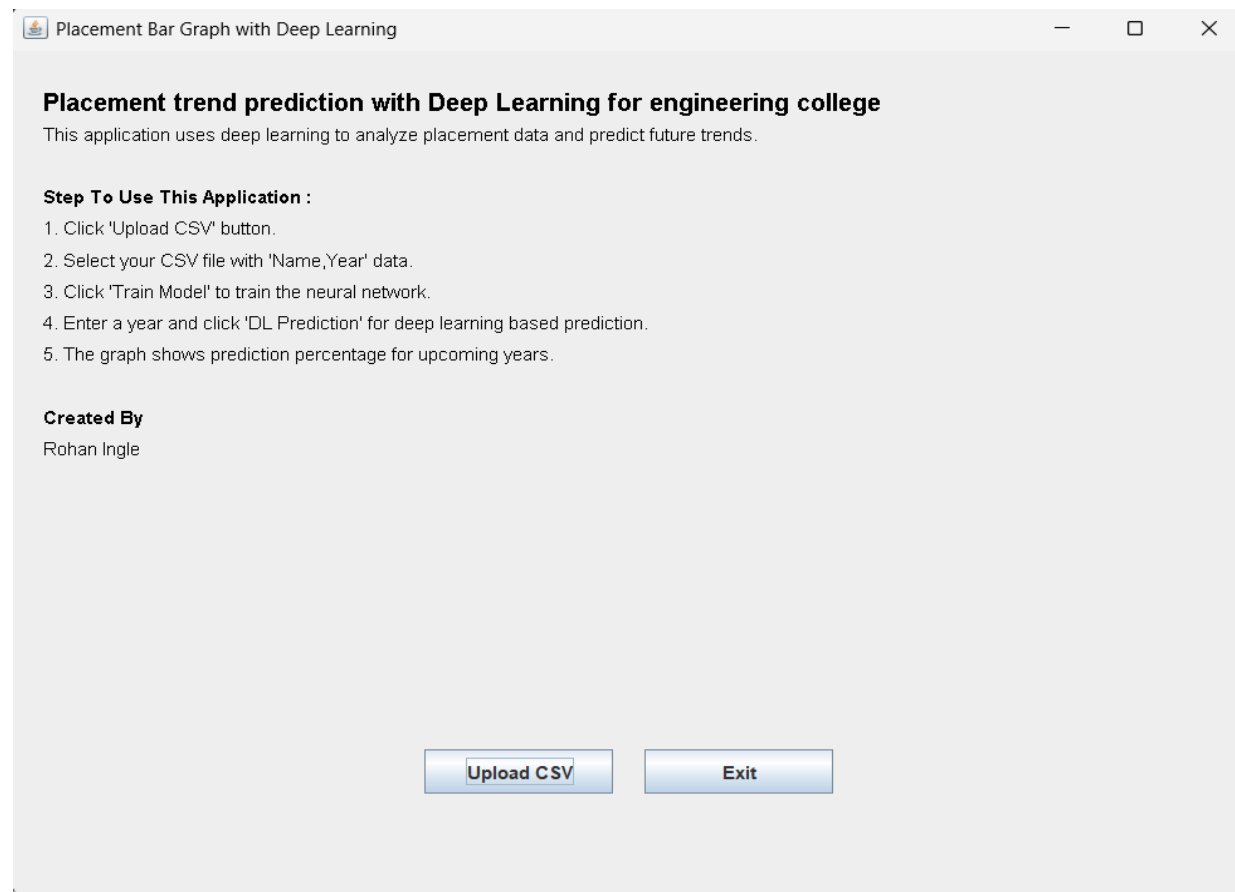 Placement Bar Graph with Deep Learning
Placement trend prediction with Deep Learning for engineering college
This application uses deep learning to analyze placement data and predict future trends.
Step To Use This Application :
1. Click 'Upload CSV' button.
2. Select your CSV file with 'Name,Year' data.
3. Click 'Train Model' to train the neural network.
4. Enter a year and click 'DL Prediction' for deep learning based prediction.
5. The graph shows prediction percentage for upcoming years.
Created By
Rohan Ingle
Upload CSV
Exit